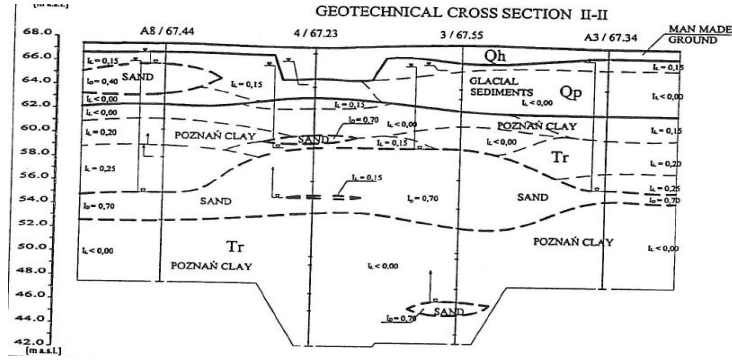 [m a.s.l.]
GEOTECHNICAL CROSS SECTION II-II
68.0
A8 / 67.44
4 / 67.23
3 / 67.55
A3 / 67.34
MAN MADE
GROUND
66.0
IL = 0,15
Qh
IL = 0,15
SAND
64.0
ID = 0,40
IL = 0,15
GLACIAL
SEDIMENTS
Qp
IL < 0,00
IL < 0,00
62.0
IL < 0,00
IL = 0,15
IL < 0,00
60.0
IL = 0,20
POZNAŃ CLAY
SAND
ID = 0,70
IL < 0,00
POZNAŃ CLAY
IL = 0,15
58.0
IL = 0,15
Tr
IL = 0,20
56.0
IL = 0,25
IL = 0,15
IL = 0,25
54.0
ID = 0,70
SAND
ID = 0,70
SAND
ID = 0,70
52.0
50.0
Tr
POZNAŃ CLAY
POZNAŃ CLAY
IL < 0,00
IL < 0,00
IL < 0,00
48.0
46.0
44.0
ID = 0,70
SAND
42.0
[m a.s.l.]